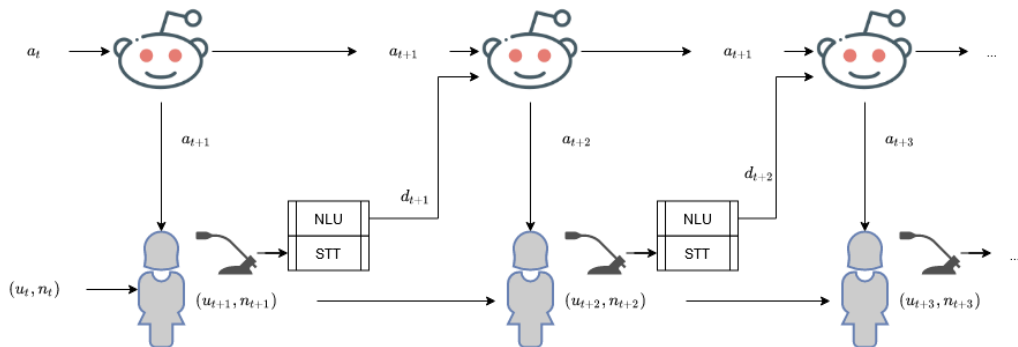 a_t a_{t+1} a_{t+1} ...
a_{t+1} a_{t+2} a_{t+3}
d_{t+1} d_{t+2}
NLU NLU
STT STT ...
(u_t, n_t) (u_{t+1}, n_{t+1}) (u_{t+2}, n_{t+2}) (u_{t+3}, n_{t+3})